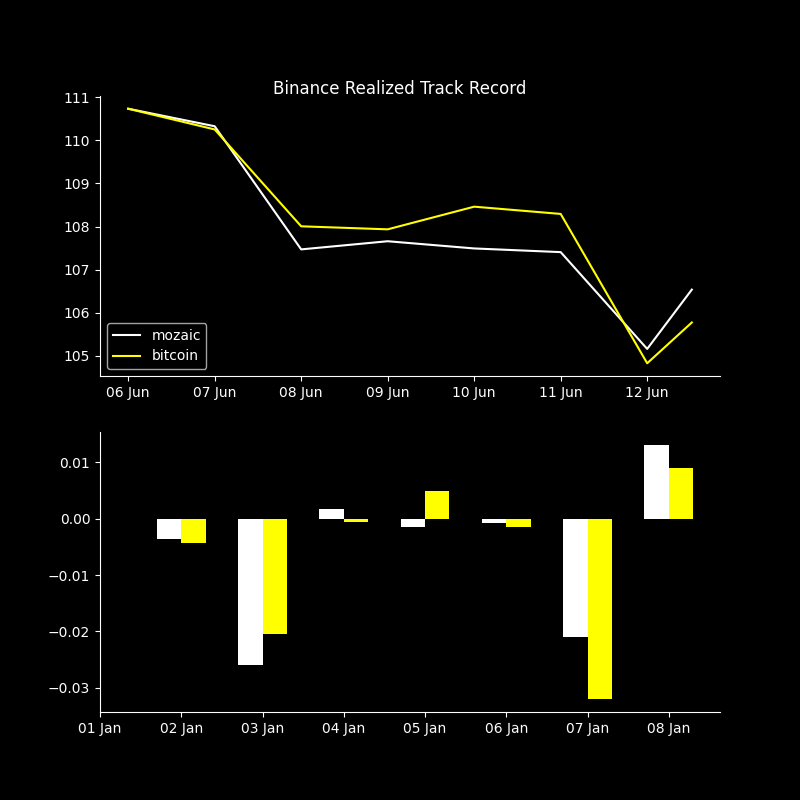 Binance Realized Track Record
111
110
109
108
107
106
105
mozaic
bitcoin
06 Jun 07 Jun 08 Jun 09 Jun 10 Jun 11 Jun 12 Jun
0.01
0.00
−0.01
−0.02
−0.03
01 Jan 02 Jan 03 Jan 04 Jan 05 Jan 06 Jan 07 Jan 08 Jan